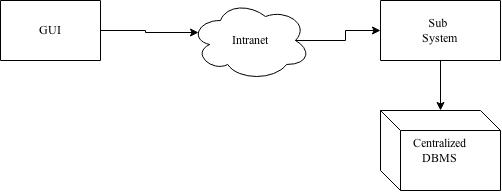 GUI
Intranet
Sub
System
Centralized
DBMS